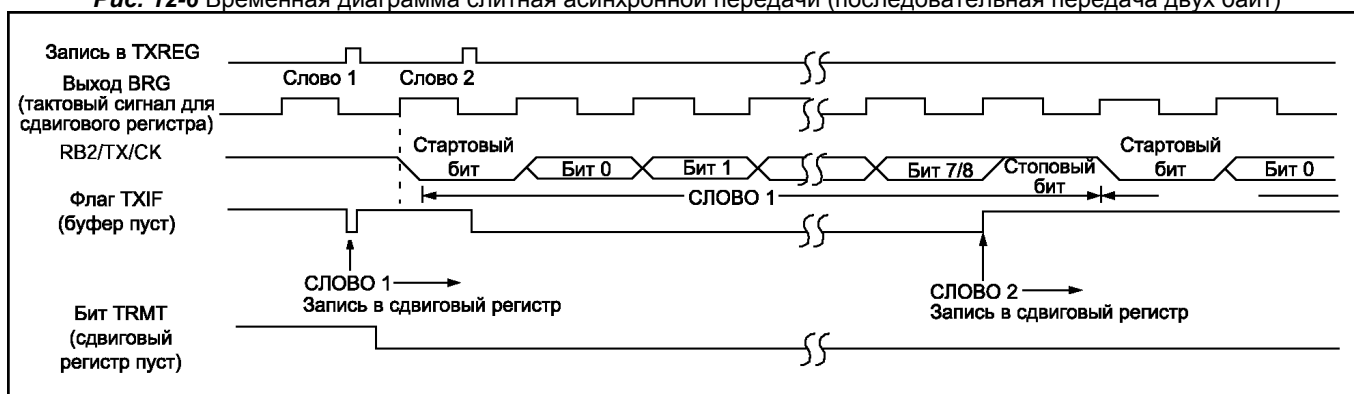 Рис. 12-6 Временная диаграмма слитная асинхронной передачи (последовательная передача двух байт)
Запись в TXREG
Слово 1
Слово 2
Выход BRG
(тактовый сигнал для
сдвигового регистра)
RB2/TX/CK
Стартовый
бит
Бит 0
Бит 1
Бит 7/8
Стоповый
бит
Стартовый
бит
Бит 0
СЛОВО 1
Флаг TXIF
(буфер пуст)
СЛОВО 1
Запись в сдвиговый регистр
СЛОВО 2
Запись в сдвиговый регистр
Бит TRMT
(сдвиговый
регистр пуст)